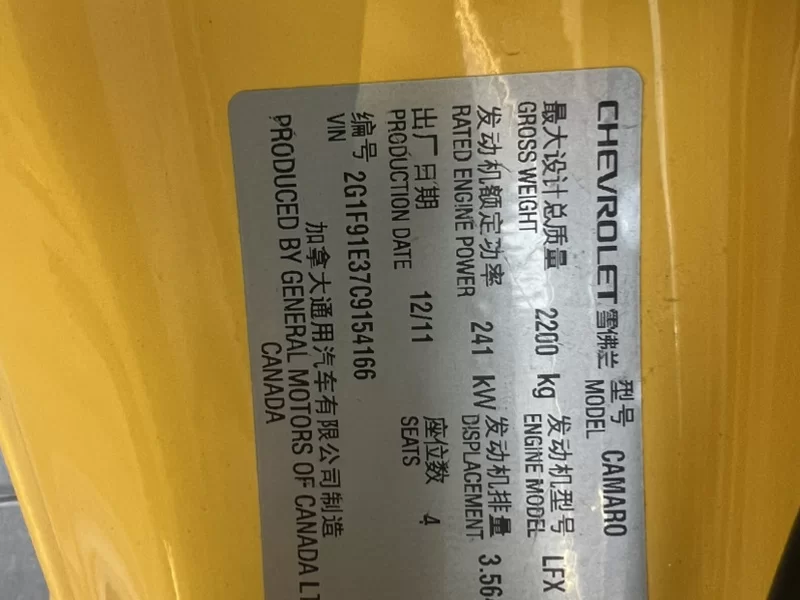 CHEVROLET 雪佛兰 型号 CAMARO
MODEL
最大设计总质量 2200 kg 发动机型号 LFX
GROSS WEIGHT ENGINE MODEL
发动机额定功率 241 kW 发动机排量 3.564
RATED ENGINE POWER DISPLACEMENT
出厂日期 12/11 座位数 4
PRODUCTION DATE SEATS
编号 2G1F91E37C9154166
VIN
加拿大通用汽车有限公司制造
PRODUCED BY GENERAL MOTORS OF CANADA LT
CANADA